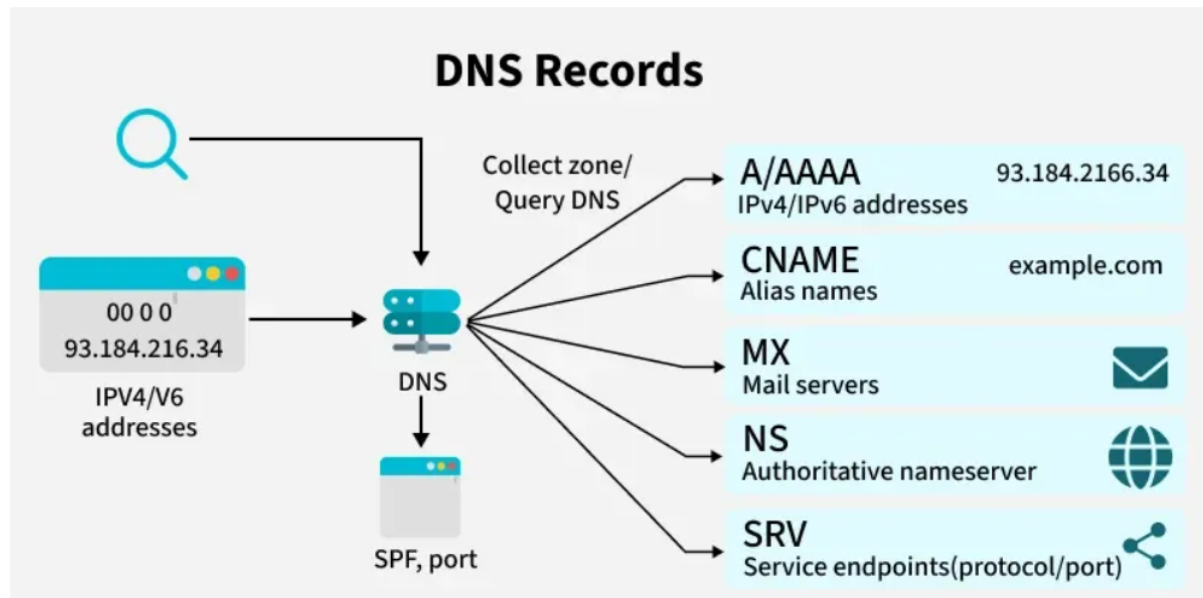 DNS Records
Collect zone/
Query DNS
00 0 0
93.184.216.34
IPV4/V6
addresses
DNS
SPF, port
A/AAAA 93.184.2166.34
IPv4/IPv6 addresses
CNAME example.com
Alias names
MX
Mail servers
NS
Authoritative nameserver
SRV
Service endpoints(protocol/port)